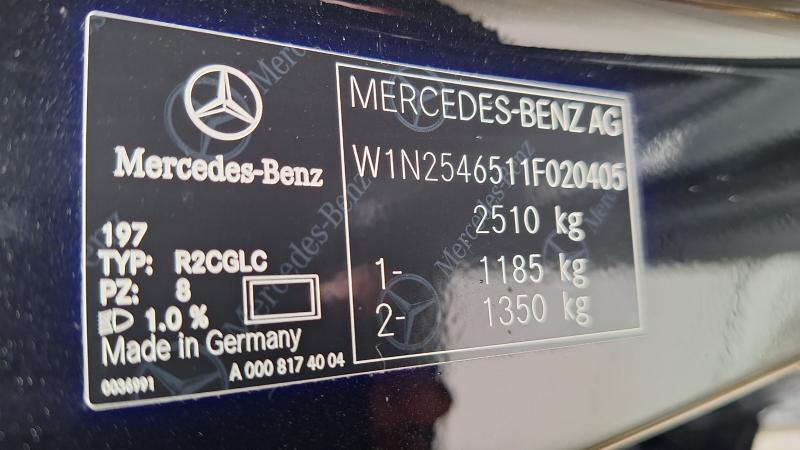 Mercedes-Benz
197
TYP: R2CGLC
PZ: 8
1.0 %
Made in Germany
0036991
A 000 817 40 04
MERCEDES-BENZ AG
W1N2546511F020405
2510 kg
1- 1185 kg
2- 1350 kg